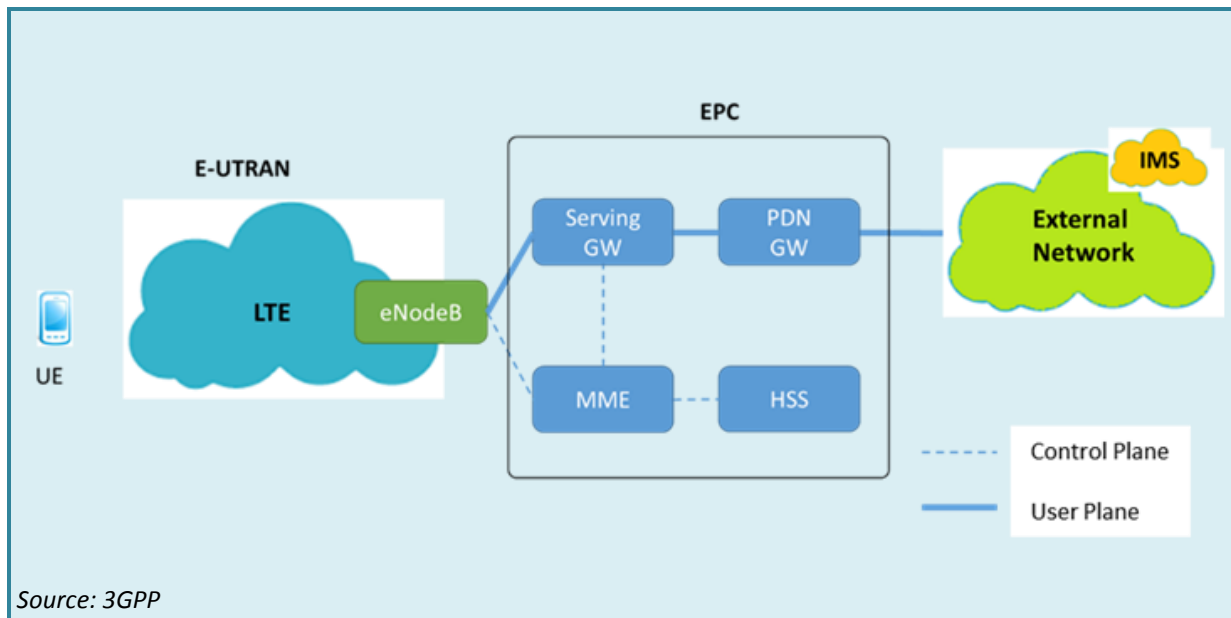 EPC
IMS
E-UTRAN
Serving
GW
PDN
GW
External
Network
LTE
eNodeB
UE
MME
HSS
Control Plane
User Plane
Source: 3GPP